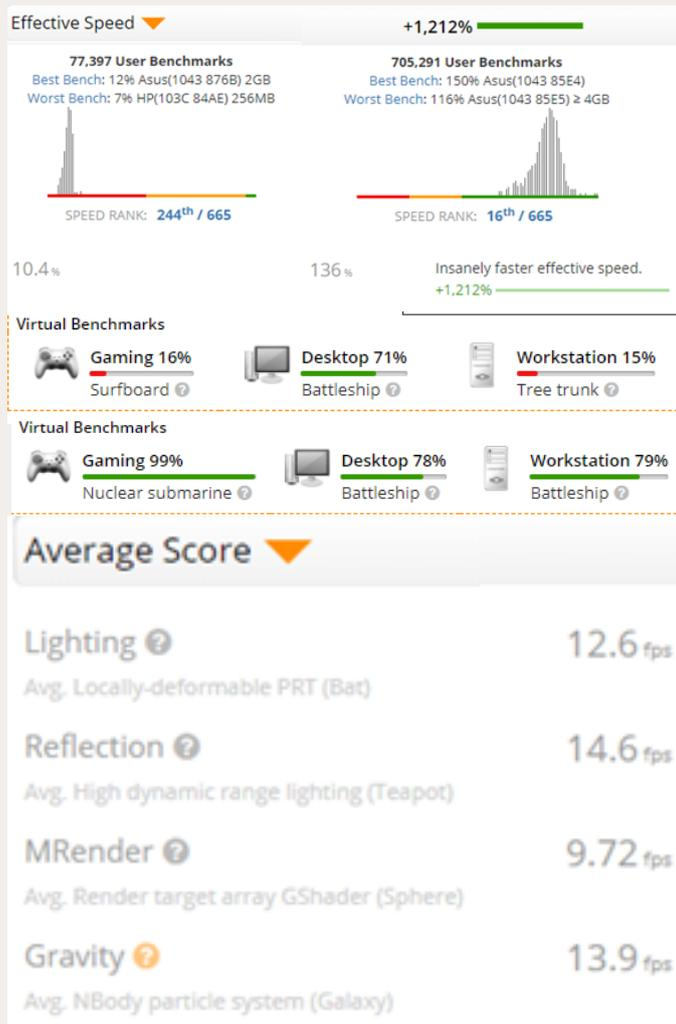 Effective Speed
+1,212%
77,397 User Benchmarks
Best Bench: 12% Asus(1043 876B) 2GB
Worst Bench: 7% HP(103C 84AE) 256MB
SPEED RANK: 244th / 665
705,291 User Benchmarks
Best Bench: 150% Asus(1043 85E4)
Worst Bench: 116% Asus(1043 85E5) ≥ 4GB
SPEED RANK: 16th / 665
10.4 %
136 %
Insanely faster effective speed.
+1,212%
Virtual Benchmarks
Gaming 16%
Surfboard ?
Desktop 71%
Battleship ?
Workstation 15%
Tree trunk ?
Virtual Benchmarks
Gaming 99%
Nuclear submarine ?
Desktop 78%
Battleship ?
Workstation 79%
Battleship ?
Average Score
Lighting ? 12.6 fps
Avg. Locally-deformable PRT (Bat)
Reflection ? 14.6 fps
Avg. High dynamic range lighting (Teapot)
MRender ? 9.72 fps
Avg. Render target array GShader (Sphere)
Gravity ? 13.9 fps
Avg. NBody particle system (Galaxy)